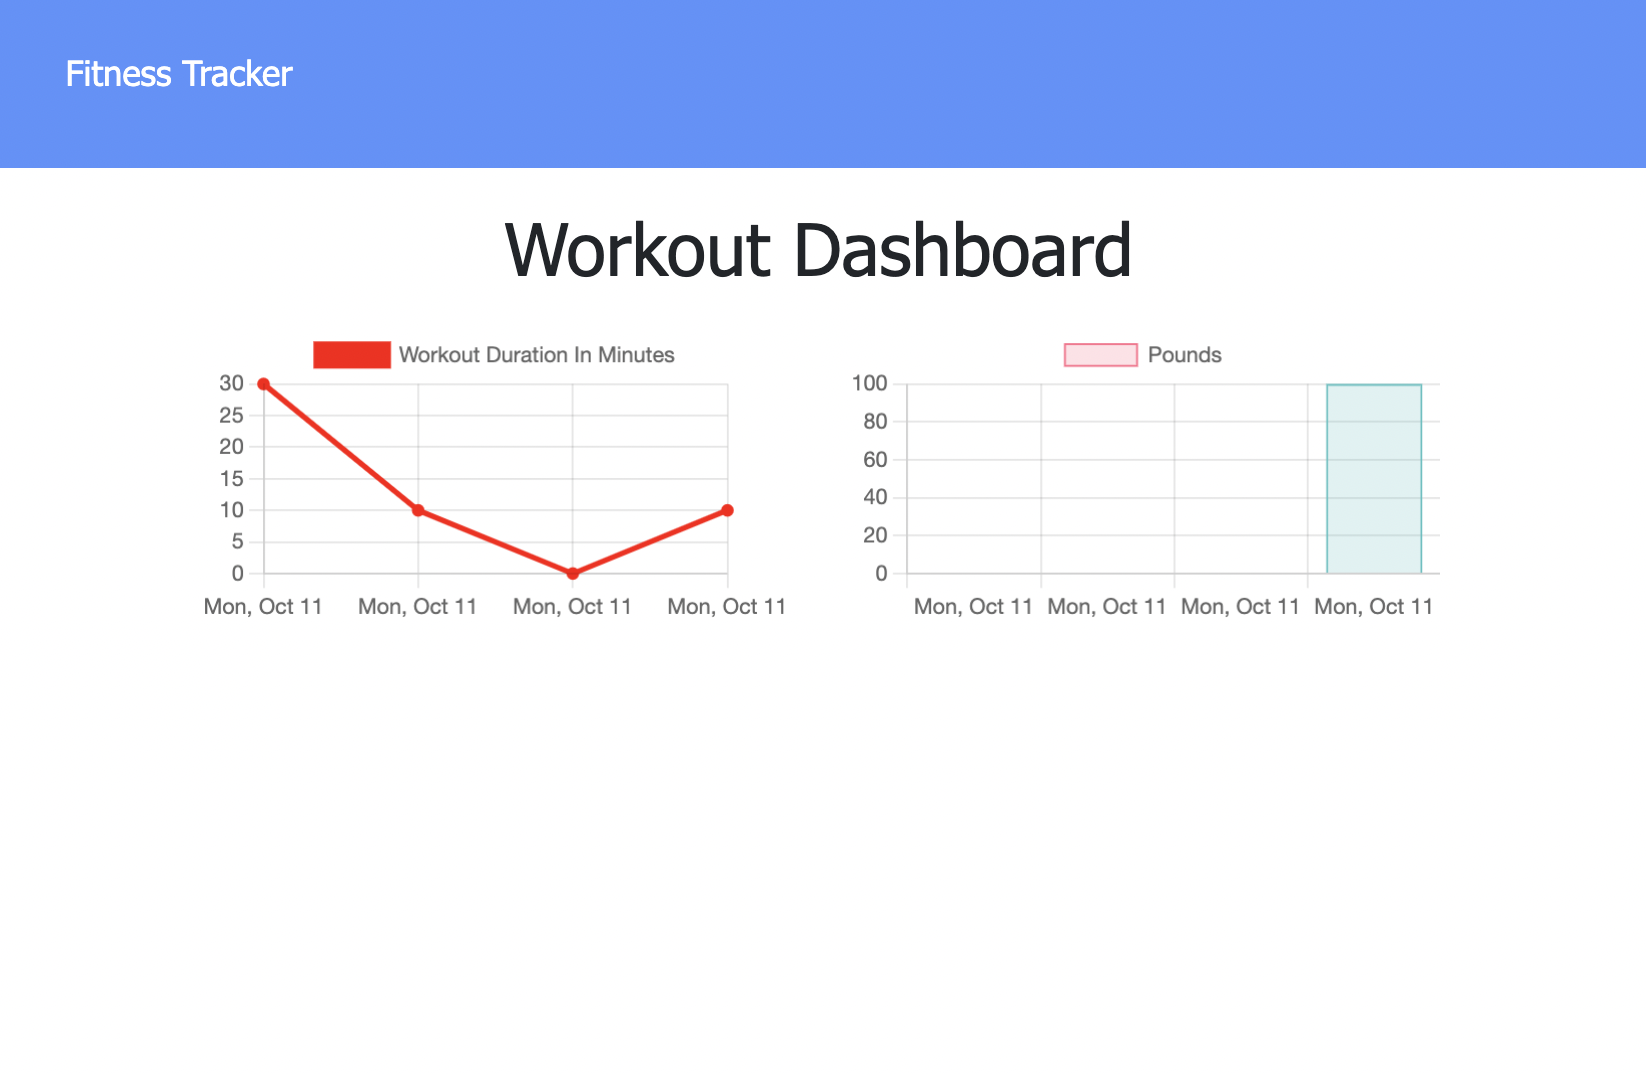 Fitness Tracker
Workout Dashboard
Workout Duration In Minutes
30
25
20
15
10
5
0
Mon, Oct 11 Mon, Oct 11 Mon, Oct 11 Mon, Oct 11
Pounds
100
80
60
40
20
0
Mon, Oct 11 Mon, Oct 11 Mon, Oct 11 Mon, Oct 11